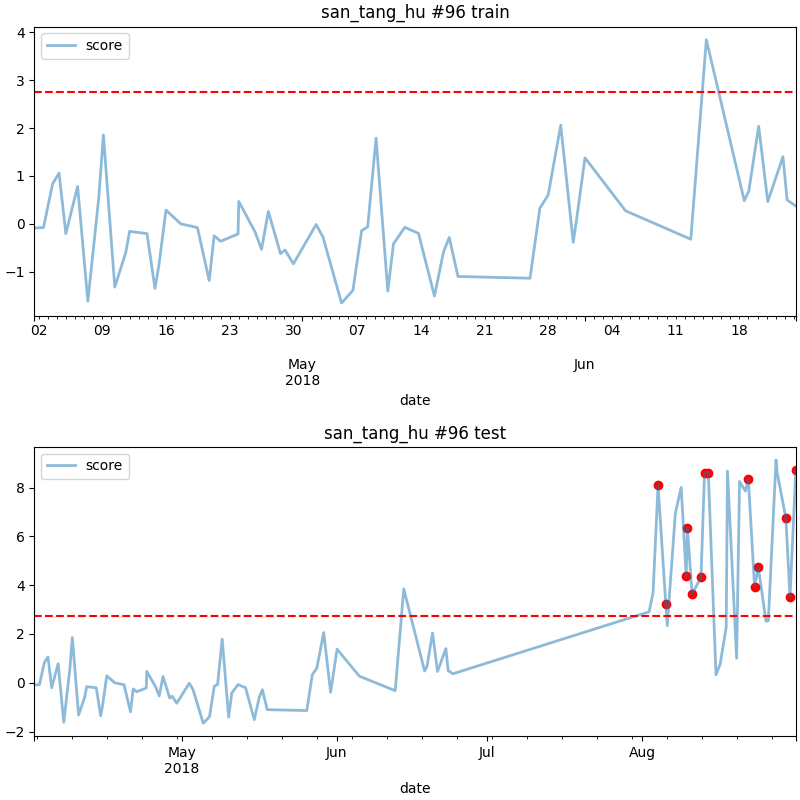 san_tang_hu #96 train
score
4
3
2
1
0
−1
02 09 16 23 30 07 14 21 28 04 11 18
May Jun
2018
date
san_tang_hu #96 test
score
8
6
4
2
0
−2
May Jun Jul Aug
2018
date